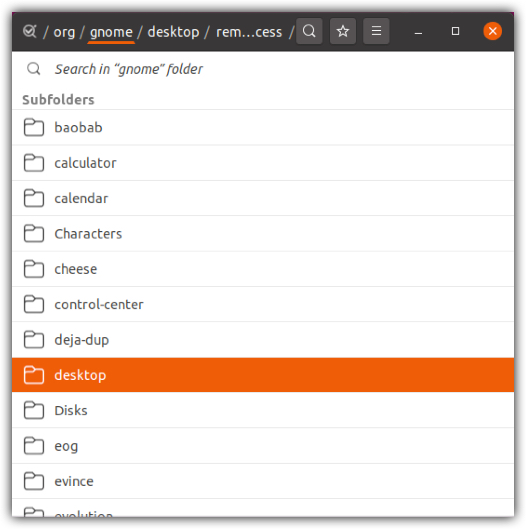 / org / gnome / desktop / rem…cess /
Search in “gnome” folder
Subfolders
baobab
calculator
calendar
Characters
cheese
control-center
deja-dup
desktop
Disks
eog
evince
evolution